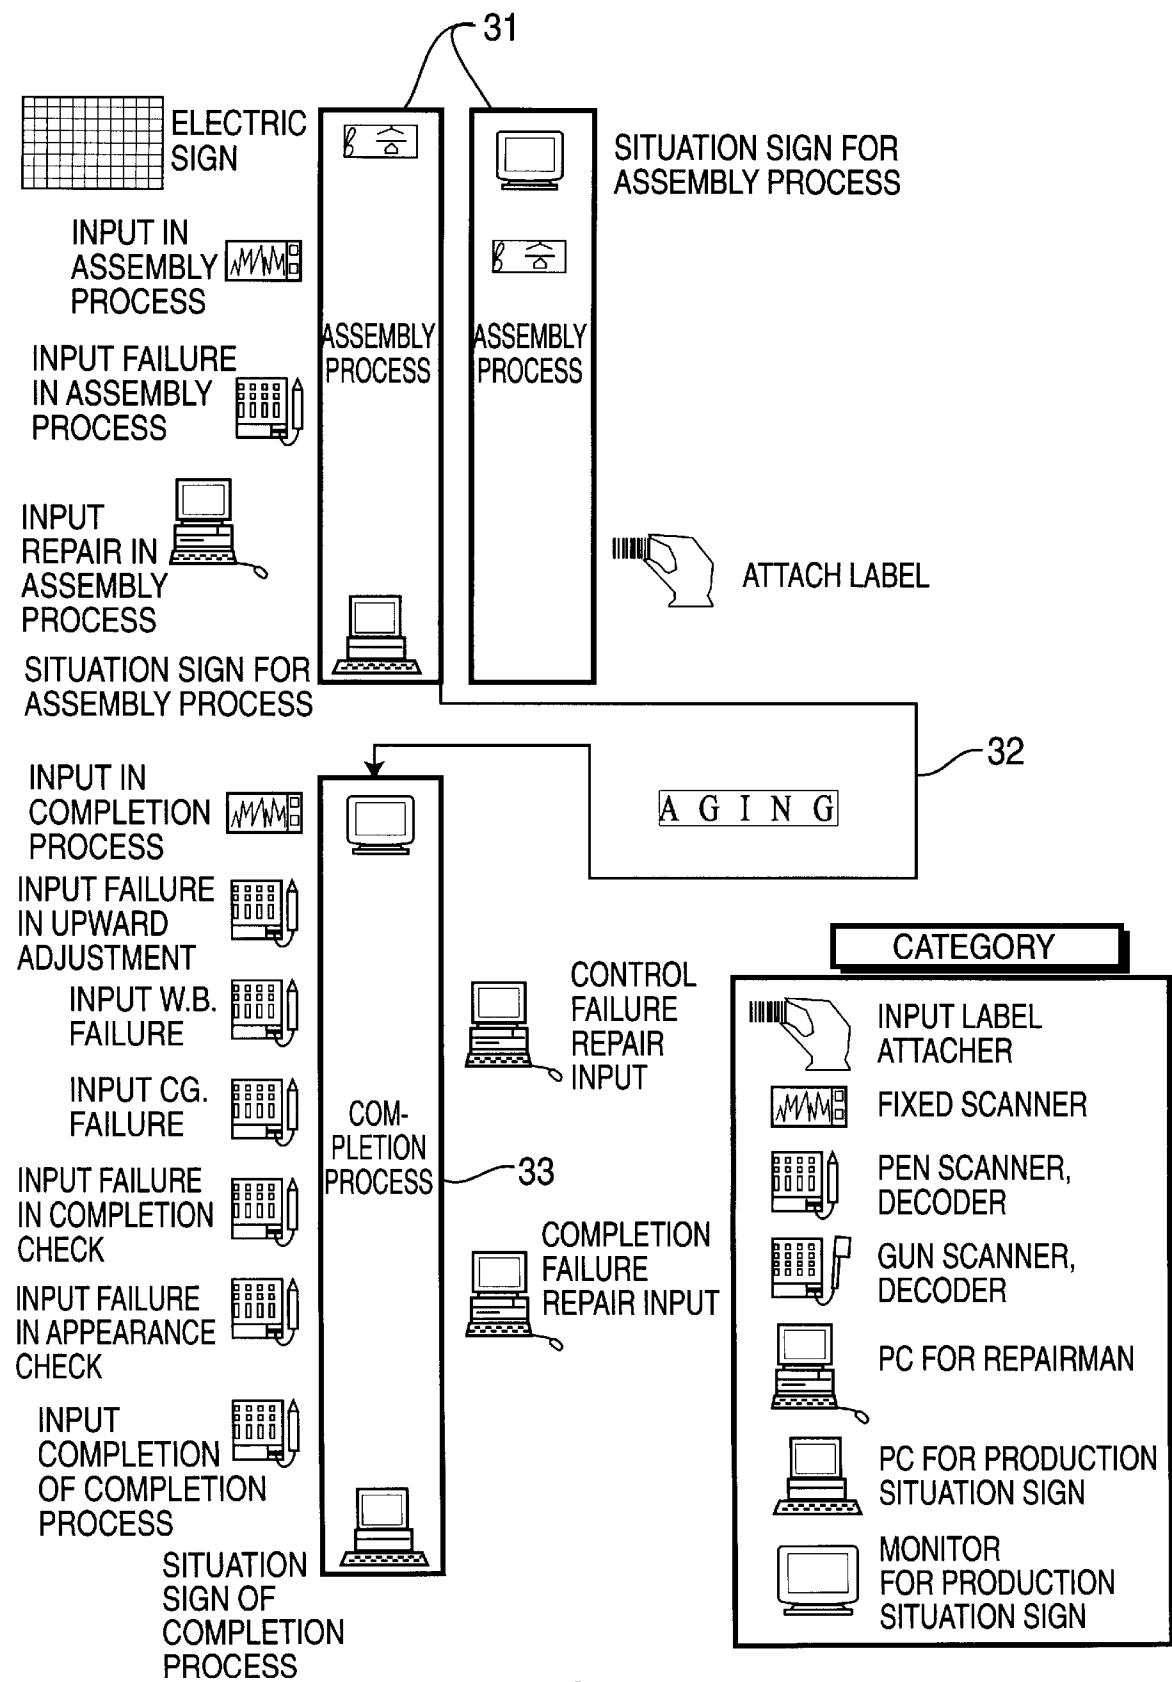 31
ELECTRIC
SIGN
SITUATION SIGN FOR
ASSEMBLY PROCESS
INPUT IN
ASSEMBLY
PROCESS
ASSEMBLY
PROCESS
ASSEMBLY
PROCESS
INPUT FAILURE
IN ASSEMBLY
PROCESS
INPUT
REPAIR IN
ASSEMBLY
PROCESS
ATTACH LABEL
SITUATION SIGN FOR
ASSEMBLY PROCESS
32
AGING
INPUT IN
COMPLETION
PROCESS
INPUT FAILURE
IN UPWARD
ADJUSTMENT
INPUT W.B.
FAILURE
INPUT CG.
FAILURE
INPUT FAILURE
IN COMPLETION
CHECK
INPUT FAILURE
IN APPEARANCE
CHECK
INPUT
COMPLETION
OF COMPLETION
PROCESS
SITUATION
SIGN OF
COMPLETION
PROCESS
COM-
PLETION
PROCESS
33
CONTROL
FAILURE
REPAIR
INPUT
COMPLETION
FAILURE
REPAIR INPUT
CATEGORY
INPUT LABEL
ATTACHER
FIXED SCANNER
PEN SCANNER,
DECODER
GUN SCANNER,
DECODER
PC FOR REPAIRMAN
PC FOR PRODUCTION
SITUATION SIGN
MONITOR
FOR PRODUCTION
SITUATION SIGN